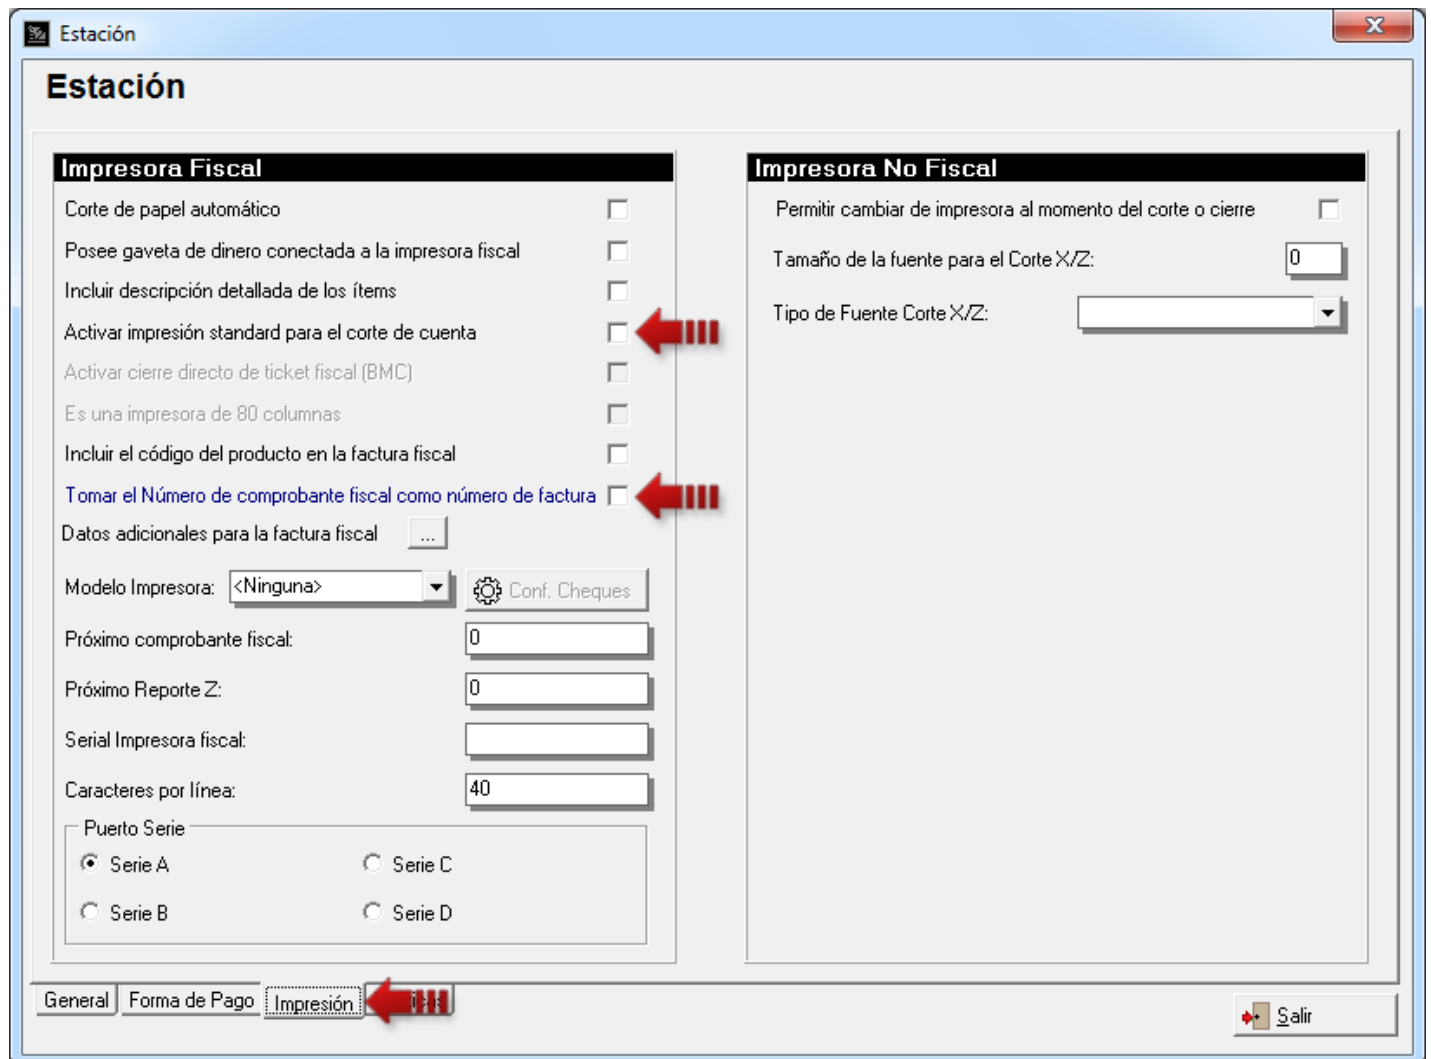 Estación
Estación
Impresora Fiscal
Corte de papel automático
Posee gaveta de dinero conectada a la impresora fiscal
Incluir descripción detallada de los ítems
Activar impresión standard para el corte de cuenta
Activar cierre directo de ticket fiscal (BMC)
Es una impresora de 80 columnas
Incluir el código del producto en la factura fiscal
Tomar el Número de comprobante fiscal como número de factura
Datos adicionales para la factura fiscal ...
Modelo Impresora: <Ninguna> Conf. Cheques
Próximo comprobante fiscal: 0
Próximo Reporte Z: 0
Serial Impresora fiscal:
Caracteres por línea: 40
Puerto Serie
Serie A Serie C
Serie B Serie D
Impresora No Fiscal
Permitir cambiar de impresora al momento del corte o cierre
Tamaño de la fuente para el Corte X/Z: 0
Tipo de Fuente Corte X/Z:
General Forma de Pago Impresión
Salir